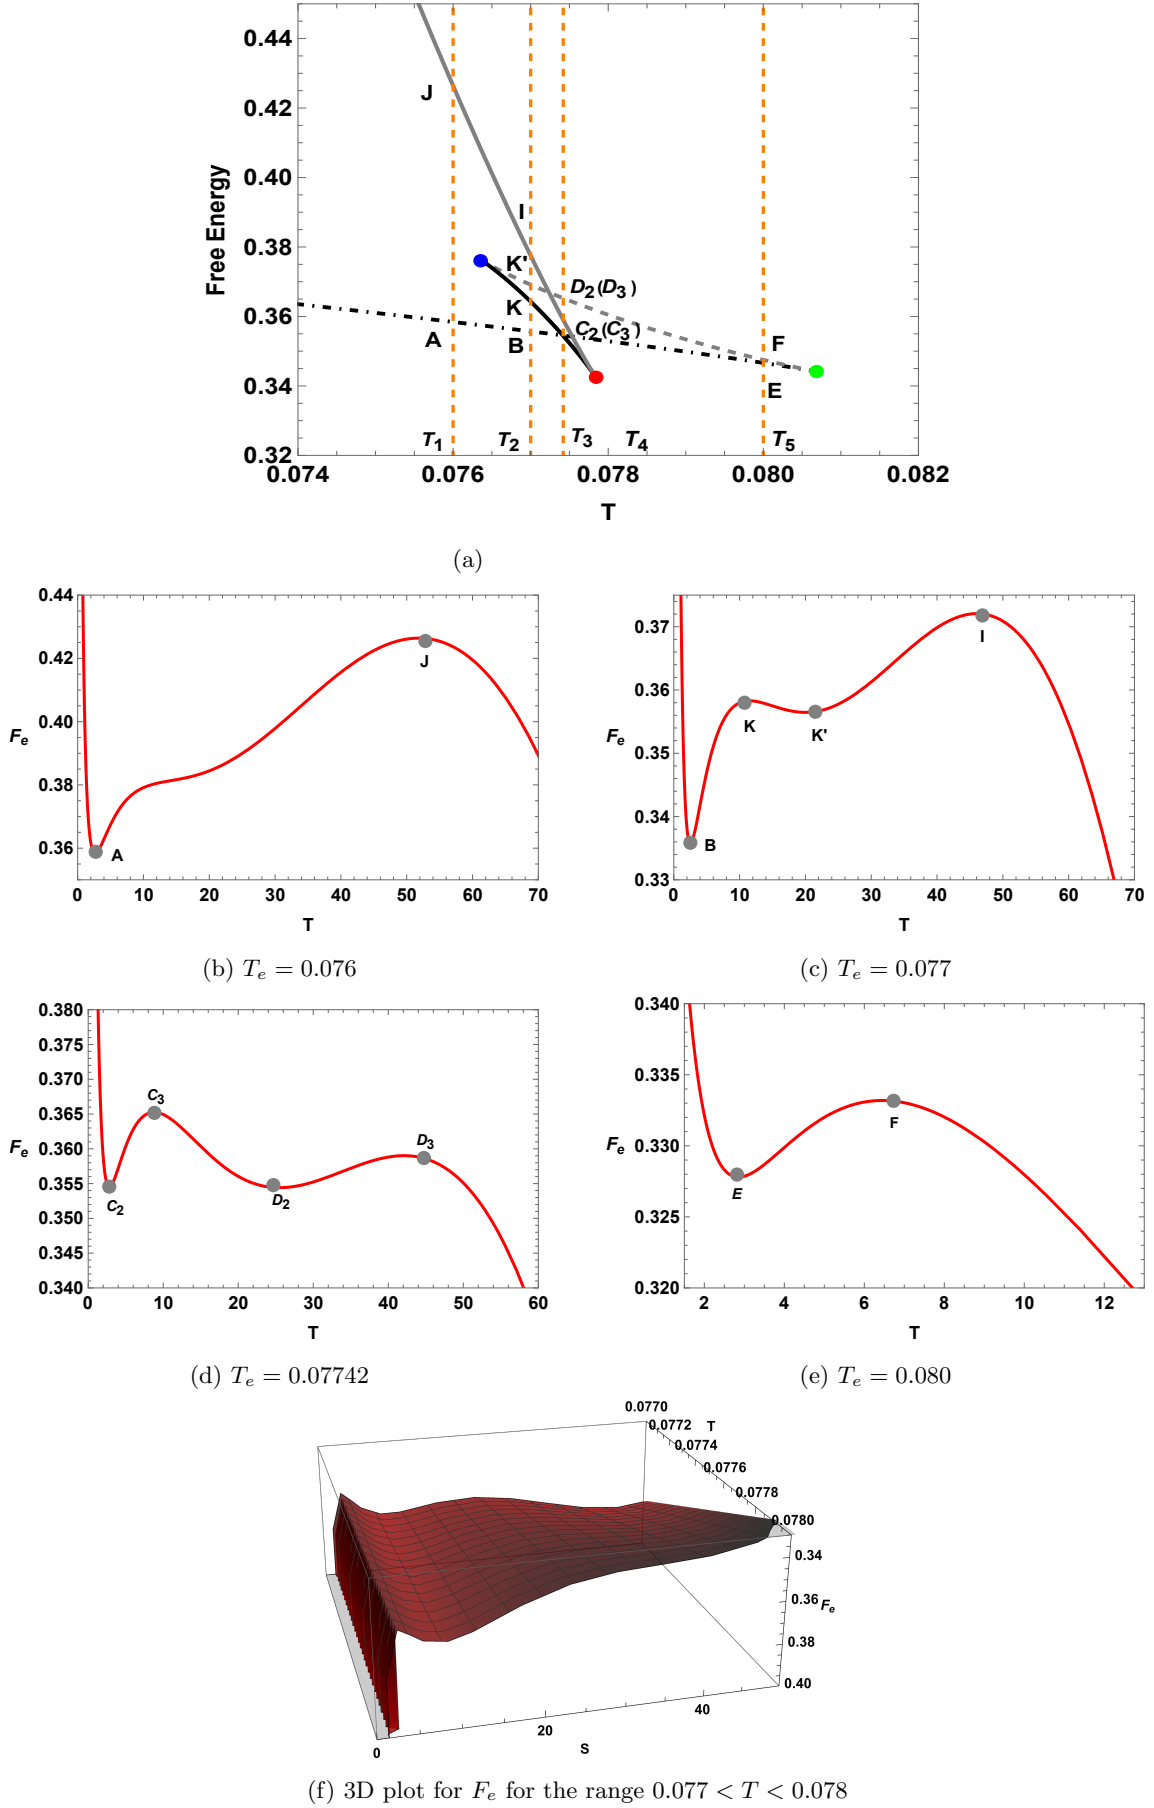 0.44
0.42
0.40
0.38
0.36
0.34
0.32
Free Energy
J
I
K'
K
D2(D3)
C2(C3)
A
B
F
E
T1 T2 T3 T4 T5
0.074 0.076 0.078 0.080 0.082
T
(a)
0.44
0.42
0.40
0.38
0.36
Fe
J
A
0 10 20 30 40 50 60 70
T
(b) Te = 0.076
0.37
0.36
0.35
0.34
0.33
Fe
I
K
K'
B
0 10 20 30 40 50 60 70
T
(c) Te = 0.077
0.380
0.375
0.370
0.365
0.360
0.355
0.350
0.345
0.340
Fe
C3
D3
C2
D2
0 10 20 30 40 50 60
T
(d) Te = 0.07742
0.340
0.335
0.330
0.325
0.320
Fe
F
E
2 4 6 8 10 12
T
(e) Te = 0.080
0.0770
0.0772
T
0.0774
0.0776
0.0778
0.0780
0.34
0.36 Fe
0.38
0.40
40
20
0
S
(f) 3D plot for Fe for the range 0.077 < T < 0.078